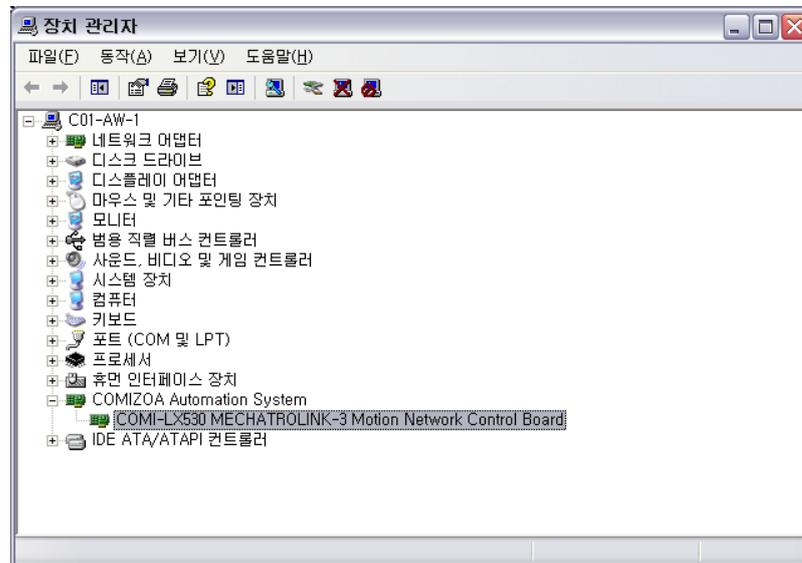 장치 관리자
파일(F) 동작(A) 보기(V) 도움말(H)
C01-AW-1
네트워크 어댑터
디스크 드라이브
디스플레이 어댑터
마우스 및 기타 포인팅 장치
모니터
범용 직렬 버스 컨트롤러
사운드, 비디오 및 게임 컨트롤러
시스템 장치
컴퓨터
키보드
포트 (COM 및 LPT)
프로세서
휴먼 인터페이스 장치
COMIZOA Automation System
COMI-LX530 MECHATROLINK-3 Motion Network Control Board
IDE ATA/ATAPI 컨트롤러